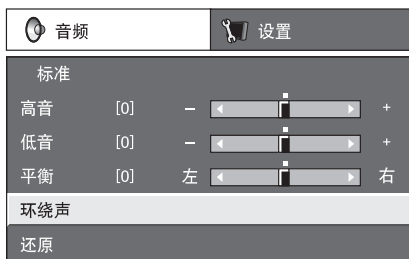 音频 设置
标准
高音 [0] − +
低音 [0] − +
平衡 [0] 左 右
环绕声
还原